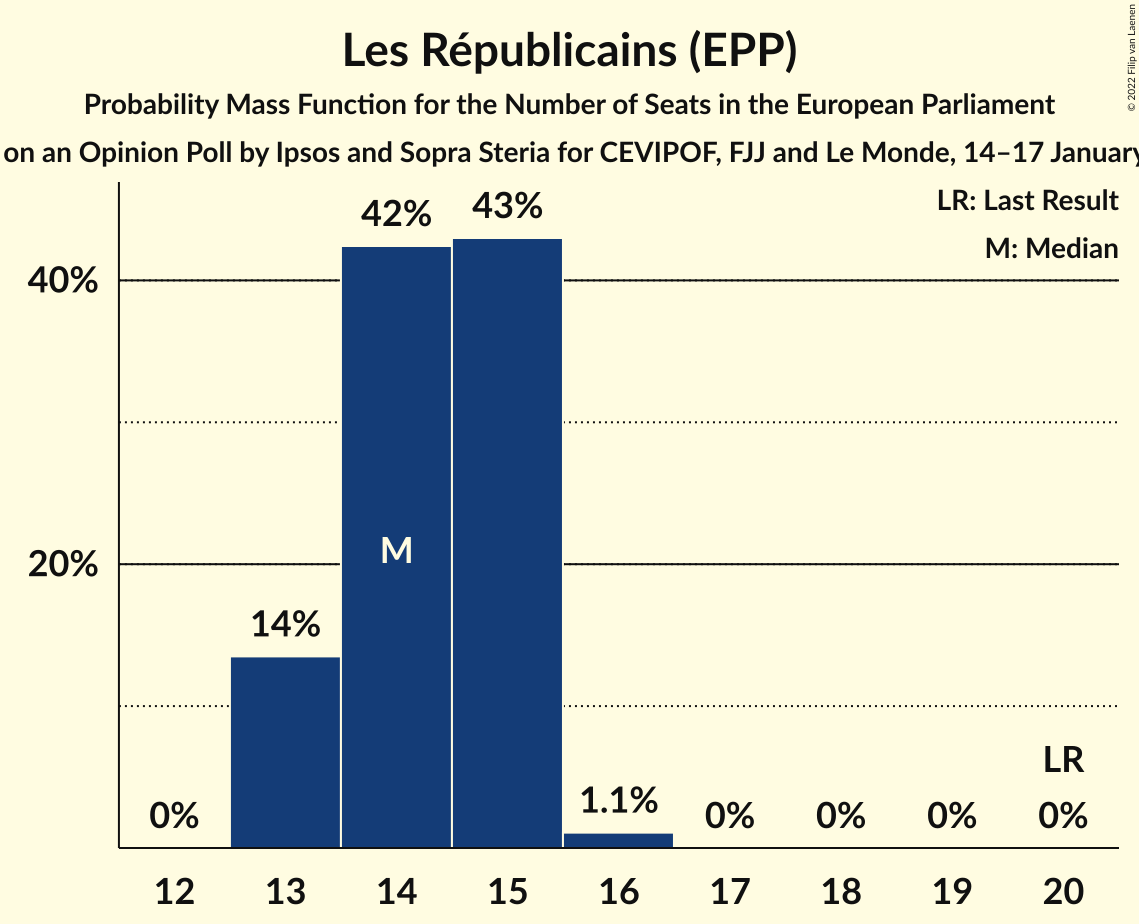 Les Républicains (EPP)
Probability Mass Function for the Number of Seats in the European Parliament
on an Opinion Poll by Ipsos and Sopra Steria for CEVIPOF, FJJ and Le Monde, 14–17 January
© 2022 Filip van Laenen
LR: Last Result
M: Median
42%
43%
40%
M
20%
14%
LR
0%
1.1%
0%
0%
0%
0%
12
13
14
15
16
17
18
19
20